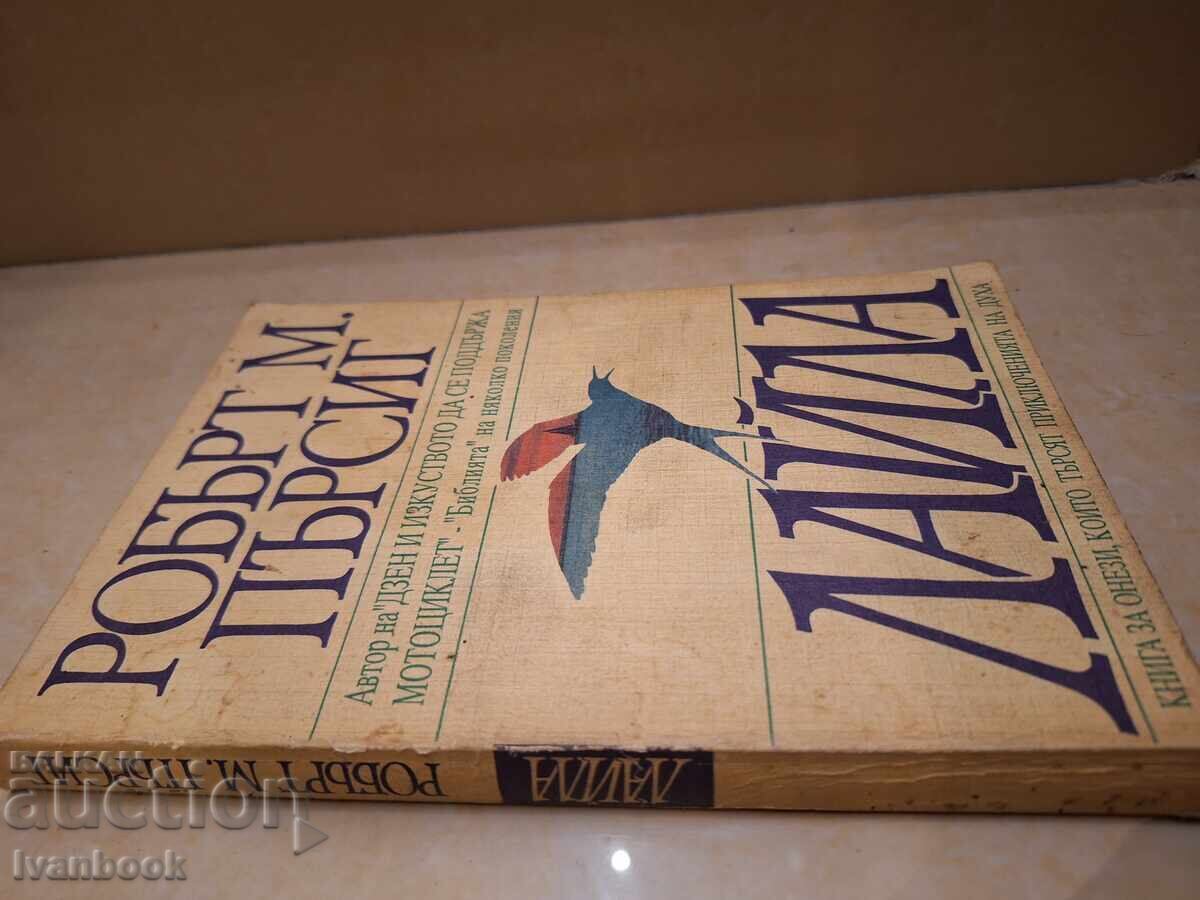 РОБЪРТ М.
ПЪРСИГ
Автор на "ДЗЕН И ИЗКУСТВОТО ДА СЕ ПОДДЪРЖА
МОТОЦИКЛЕТ" - "Библията" на няколко поколения
ЛАЙЛА
КНИГА ЗА ОНЕЗИ, КОИТО ТЪРСЯТ ПРИКЛЮЧЕНИЯТА НА ДУХА
РОБЪРТ М. ПЪРСИГ
ЛАЙЛА
БАЛКАН
auction
Ivanbook